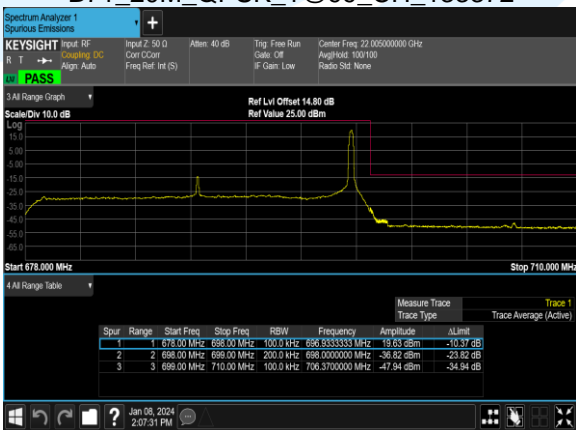 Spectrum Analyzer 1
Spurious Emissions
KEYSIGHT Input: RF Input Z: 50 Ω Atten: 40 dB Trig: Free Run Center Freq: 22.005000000 GHz
R T Coupling: DC Corr CCorr Gate: Off Avg|Hold: 100/100
Align: Auto Freq Ref: Int (S) IF Gain: Low Radio Std: None
LM PASS
3 All Range Graph
Ref Lvl Offset 14.80 dB
Scale/Div 10.0 dB Ref Value 25.00 dBm
Log
15.0
5.00
-5.00
-15.0
-25.0
-35.0
-45.0
-55.0
-65.0
Start 678.000 MHz Stop 710.000 MHz
4 All Range Table
Measure Trace Trace 1
Trace Type Trace Average (Active)
Spur Range Start Freq Stop Freq RBW Frequency Amplitude ΔLimit
1 1 678.00 MHz 698.00 MHz 100.0 kHz 696.9333333 MHz 19.63 dBm -10.37 dB
2 2 698.00 MHz 699.00 MHz 200.0 kHz 698.0000000 MHz -36.82 dBm -23.82 dB
3 3 699.00 MHz 710.00 MHz 100.0 kHz 706.3700000 MHz -47.94 dBm -34.94 dB
Jan 08, 2024
2:07:31 PM